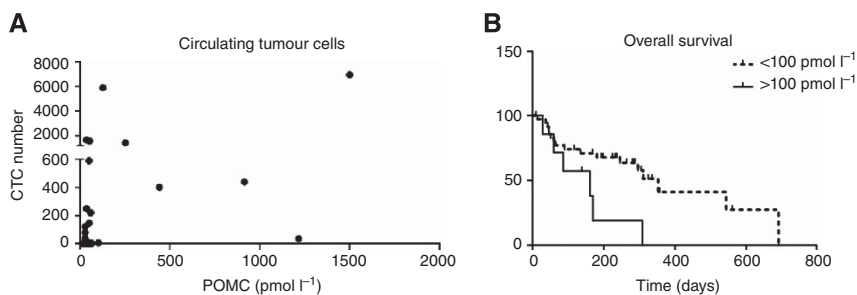 A
Circulating tumour cells
CTC number
8000
6000
4000
2000
600
400
200
0
0
500
1000
1500
2000
POMC (pmol l⁻¹)
B
Overall survival
<100 pmol l⁻¹
>100 pmol l⁻¹
150
100
50
0
0
200
400
600
800
Time (days)